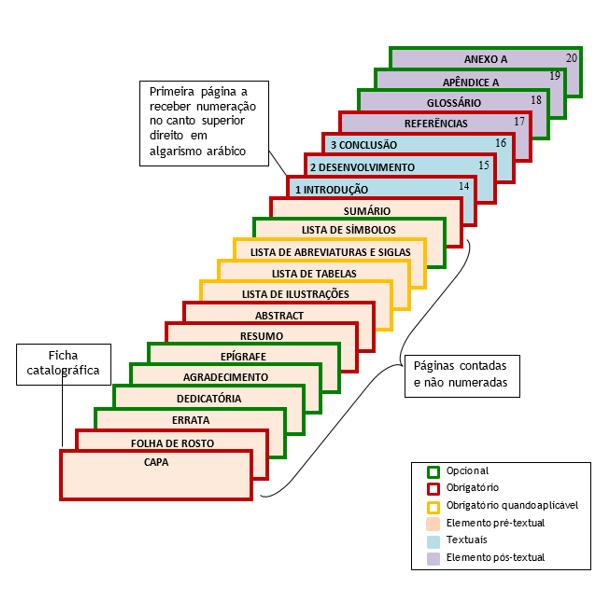 ANEXO A 20
APÊNDICE A 19
GLOSSÁRIO 18
REFERÊNCIAS 17
3 CONCLUSÃO 16
2 DESENVOLVIMENTO 15
1 INTRODUÇÃO 14
SUMÁRIO
LISTA DE SÍMBOLOS
LISTA DE ABREVIATURAS E SIGLAS
LISTA DE TABELAS
LISTA DE ILUSTRAÇÕES
ABSTRACT
RESUMO
EPÍGRAFE
AGRADECIMENTO
DEDICATÓRIA
ERRATA
FOLHA DE ROSTO
CAPA
Primeira página a
receber numeração
no canto superior
direito em
algarismo arábico
Ficha
catalográfica
Páginas contadas
e não numeradas
Opcional
Obrigatório
Obrigatório quandoaplicável
Elemento pré-textual
Textuais
Elemento pós-textual